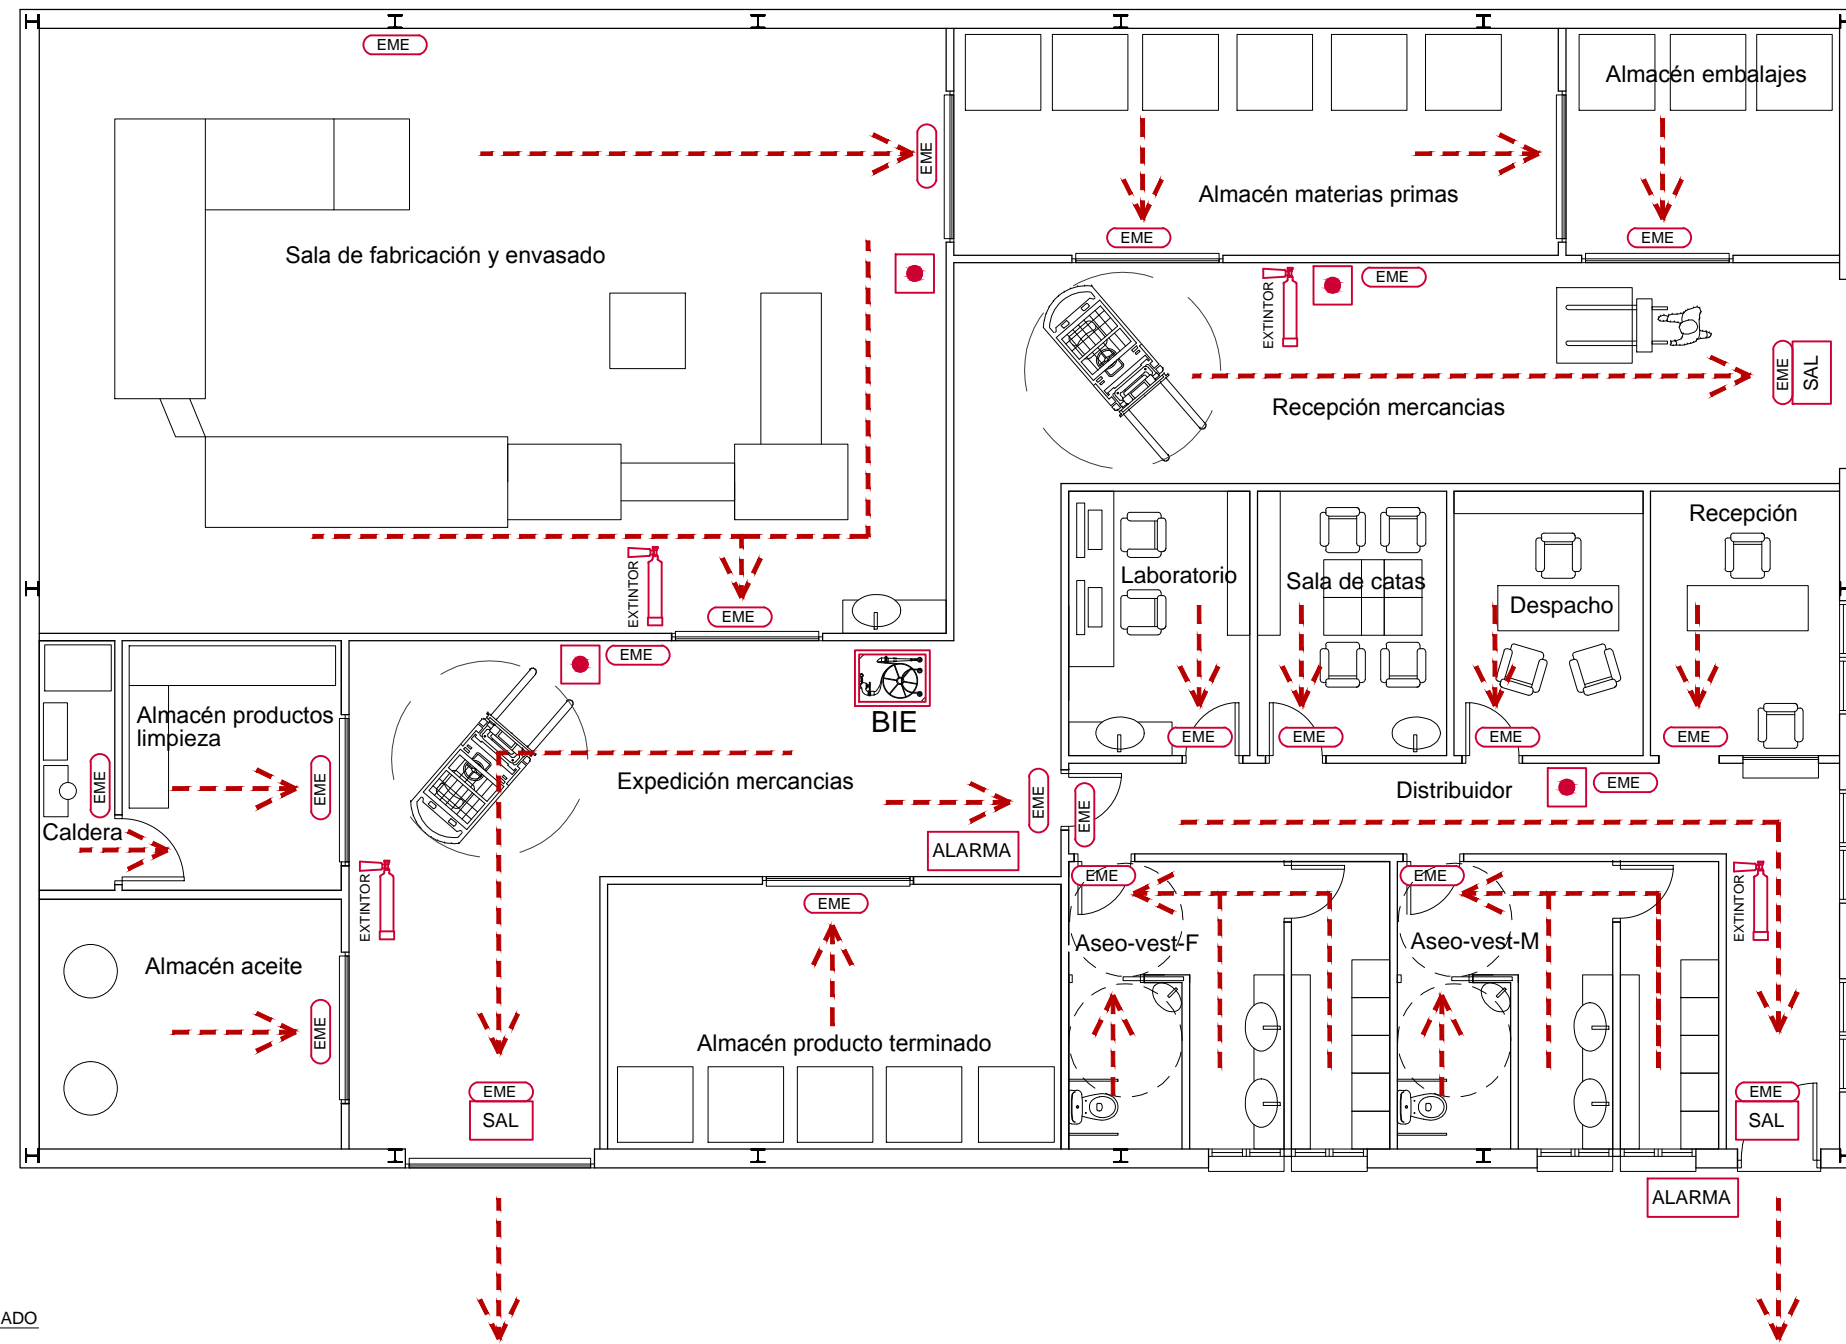 EME
Almacén embalajes
EME
Almacén materias primas
EME
EME
Sala de fabricación y envasado
EXTINTOR
EME
EME
SAL
Recepción mercancias
Recepción
Laboratorio
Sala de catas
Despacho
EXTINTOR
EME
EME
BIE
Almacén productos
limpieza
EME
EME
EME
EME
EME
EME
Expedición mercancias
EME
EME
Distribuidor
EME
Caldera
ALARMA
EME
EXTINTOR
EME
EME
EME
EXTINTOR
Aseo-vest-F
Aseo-vest-M
Almacén aceite
EME
Almacén producto terminado
EME
SAL
EME
SAL
ALARMA
ADO